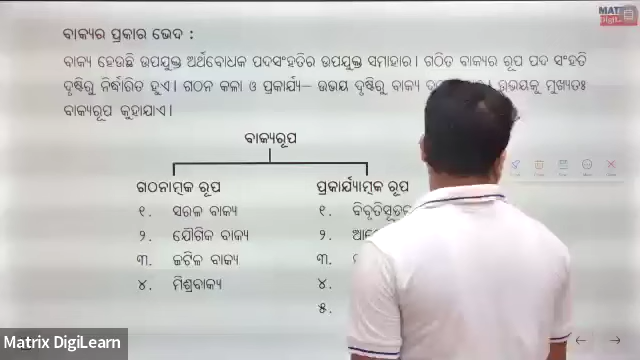 ବାକ୍ୟର ପ୍ରକାର ଭେଦ :
ବାକ୍ୟ ହେଉଛି ଉପଯୁକ୍ତ ଅର୍ଥବୋଧକ ପଦସଂହତିର ଉପଯୁକ୍ତ ସମାହାର। ଗଠିତ ବାକ୍ୟର ରୂପ ପଦ ସଂହତି
ଦୃଷ୍ଟିରୁ ନିର୍ଦ୍ଧାରିତ ହୁଏ। ଗଠନ କଳା ଓ ପ୍ରକାର୍ଯ୍ୟ– ଉଭୟ ଦୃଷ୍ଟିରୁ ବାକ୍ୟ ଉଭୟକୁ ମୁଖ୍ୟତଃ
ବାକ୍ୟରୂପ କୁହାଯାଏ।
ବାକ୍ୟରୂପ
ଗଠନାତ୍ମକ ରୂପ
୧. ସରଳ ବାକ୍ୟ
୨. ଯୌଗିକ ବାକ୍ୟ
୩. ଜଟିଳ ବାକ୍ୟ
୪. ମିଶ୍ରବାକ୍ୟ
ପ୍ରକାର୍ଯ୍ୟାତ୍ମକ ରୂପ
୧.
୨.
୩.
୪.
୫.
Matrix DigiLearn